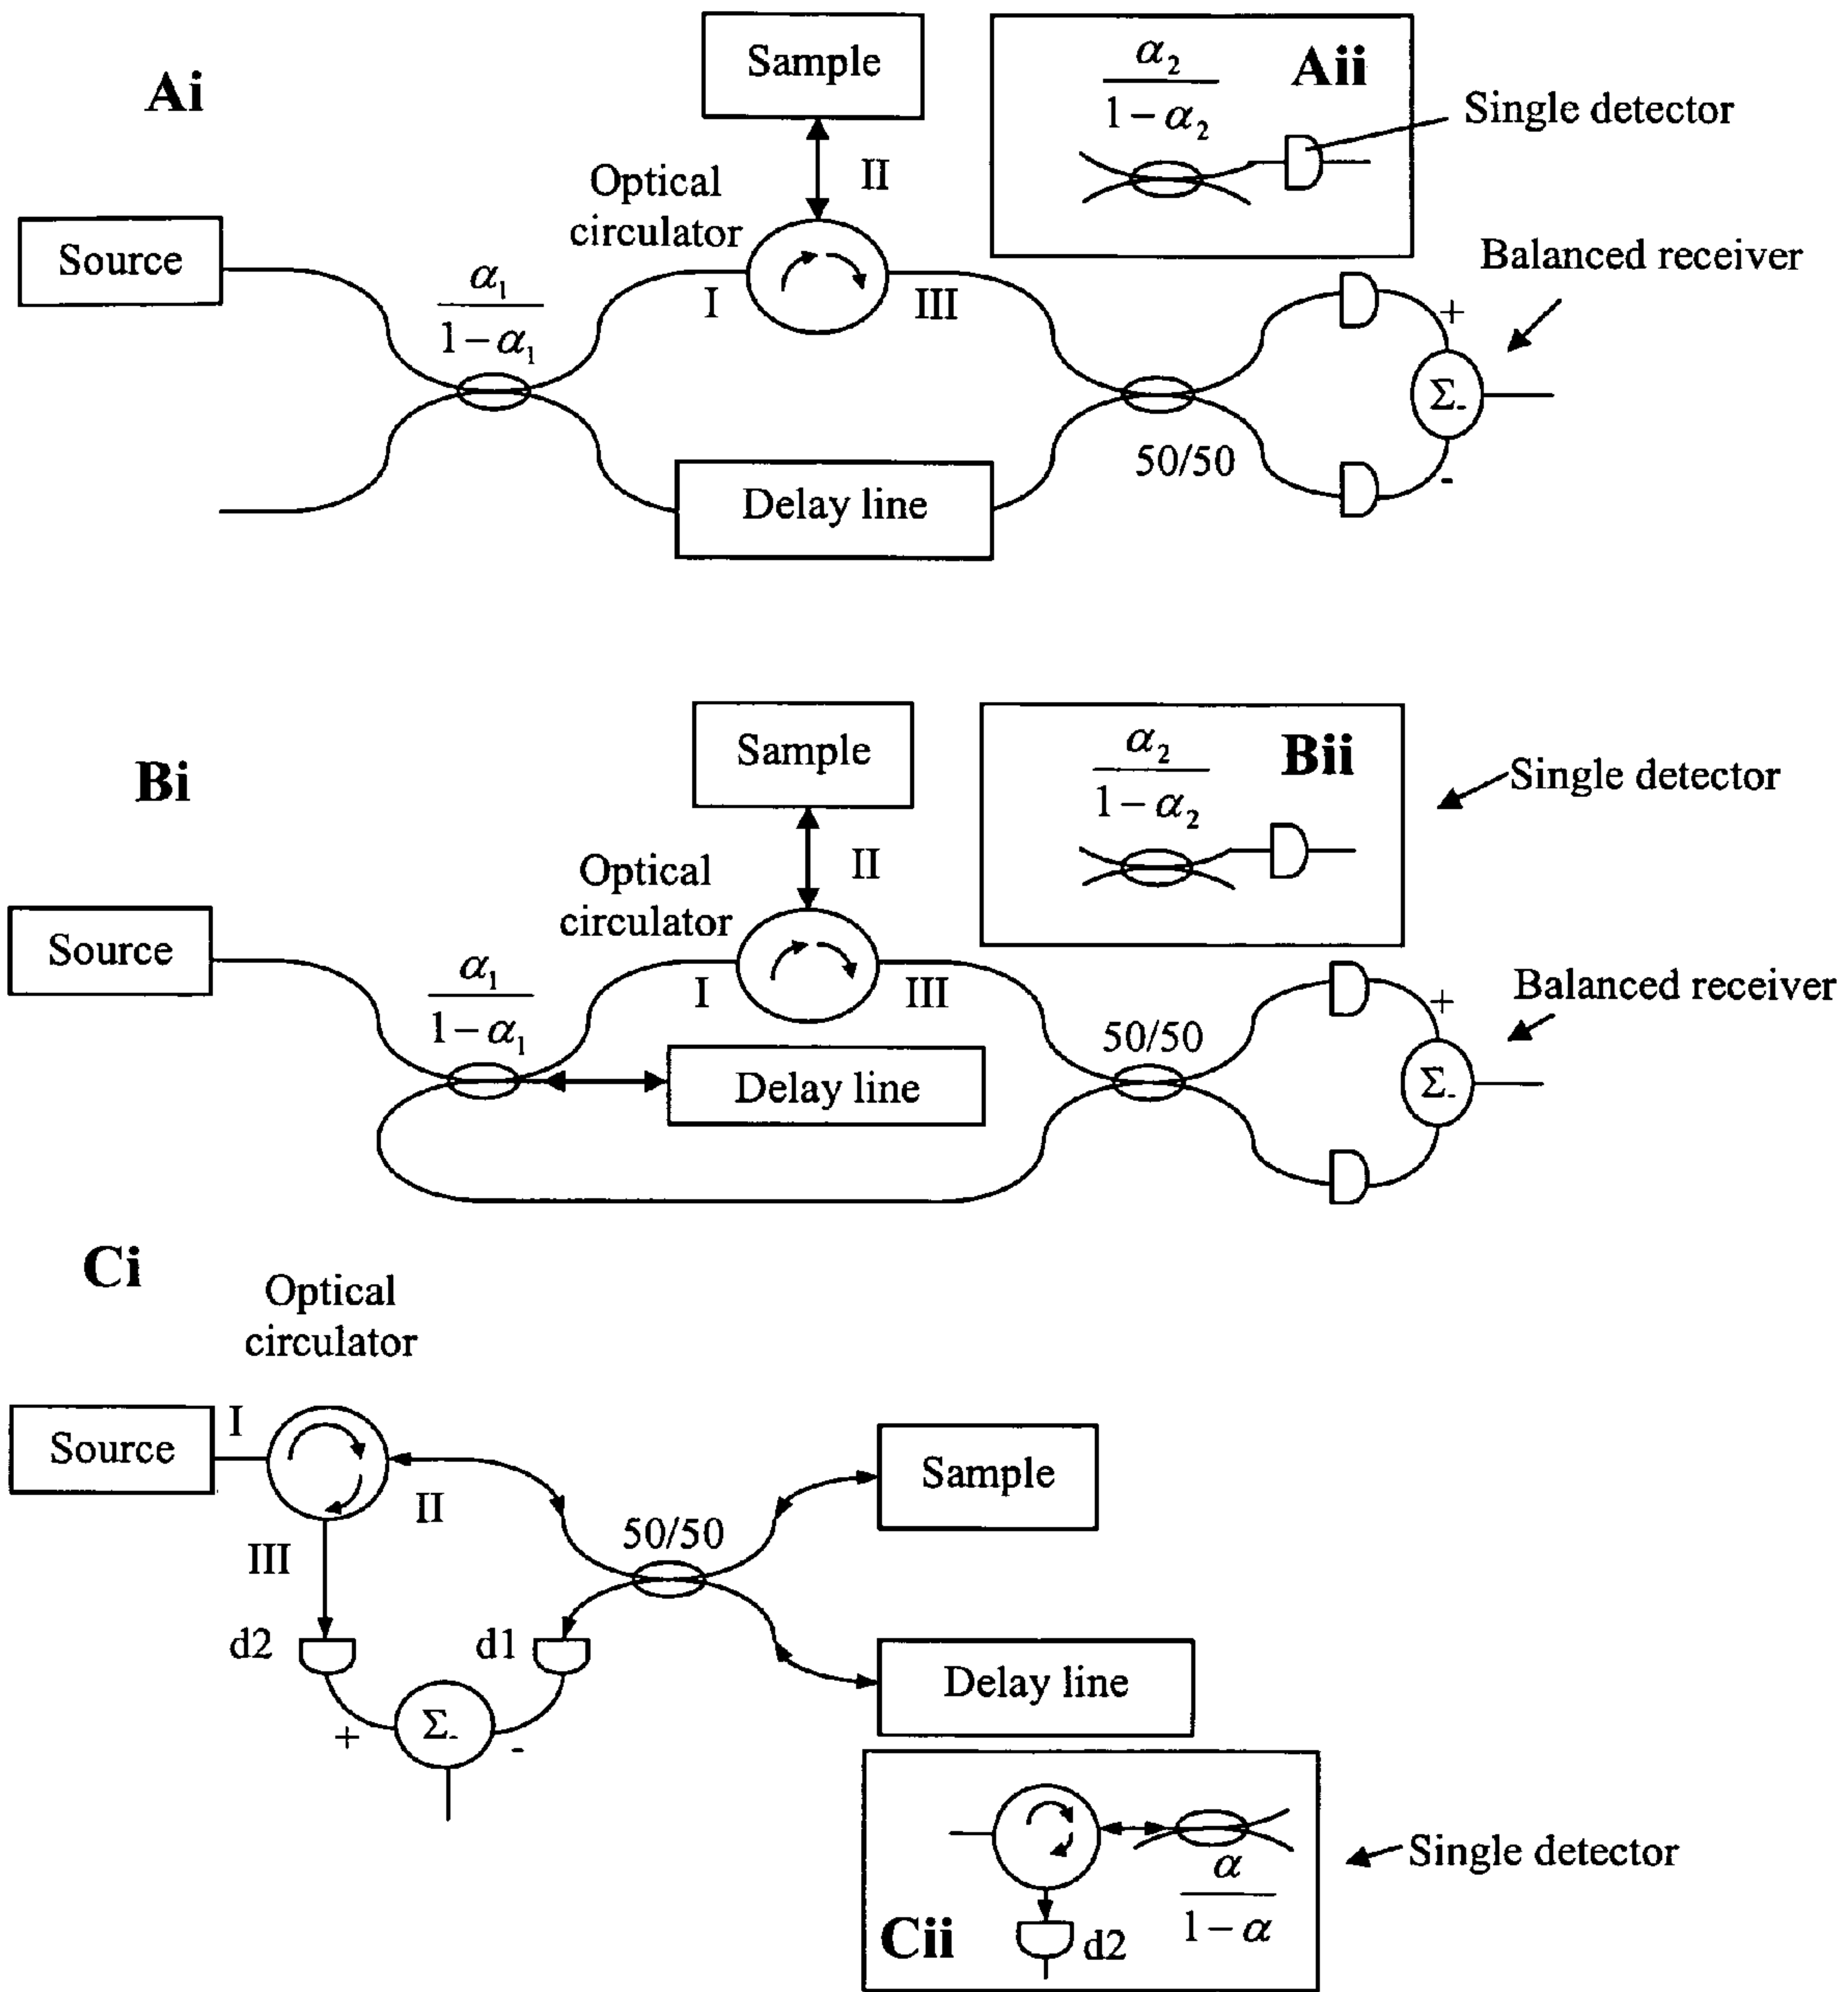 Ai
Sample
α₂
1 − α₂
Aii
Single detector
Optical
circulator
II
Source
α₁
1 − α₁
I
III
Balanced receiver
+
Σ-
50/50
-
Delay line
Bi
Sample
α₂
1 − α₂
Bii
Single detector
Optical
circulator
II
Source
α₁
1 − α₁
I
III
50/50
Balanced receiver
+
Σ-
Delay line
Ci
Optical
circulator
Source
I
II
III
50/50
Sample
d2
d1
+
Σ-
-
Delay line
Cii
d2
α
1 − α
Single detector